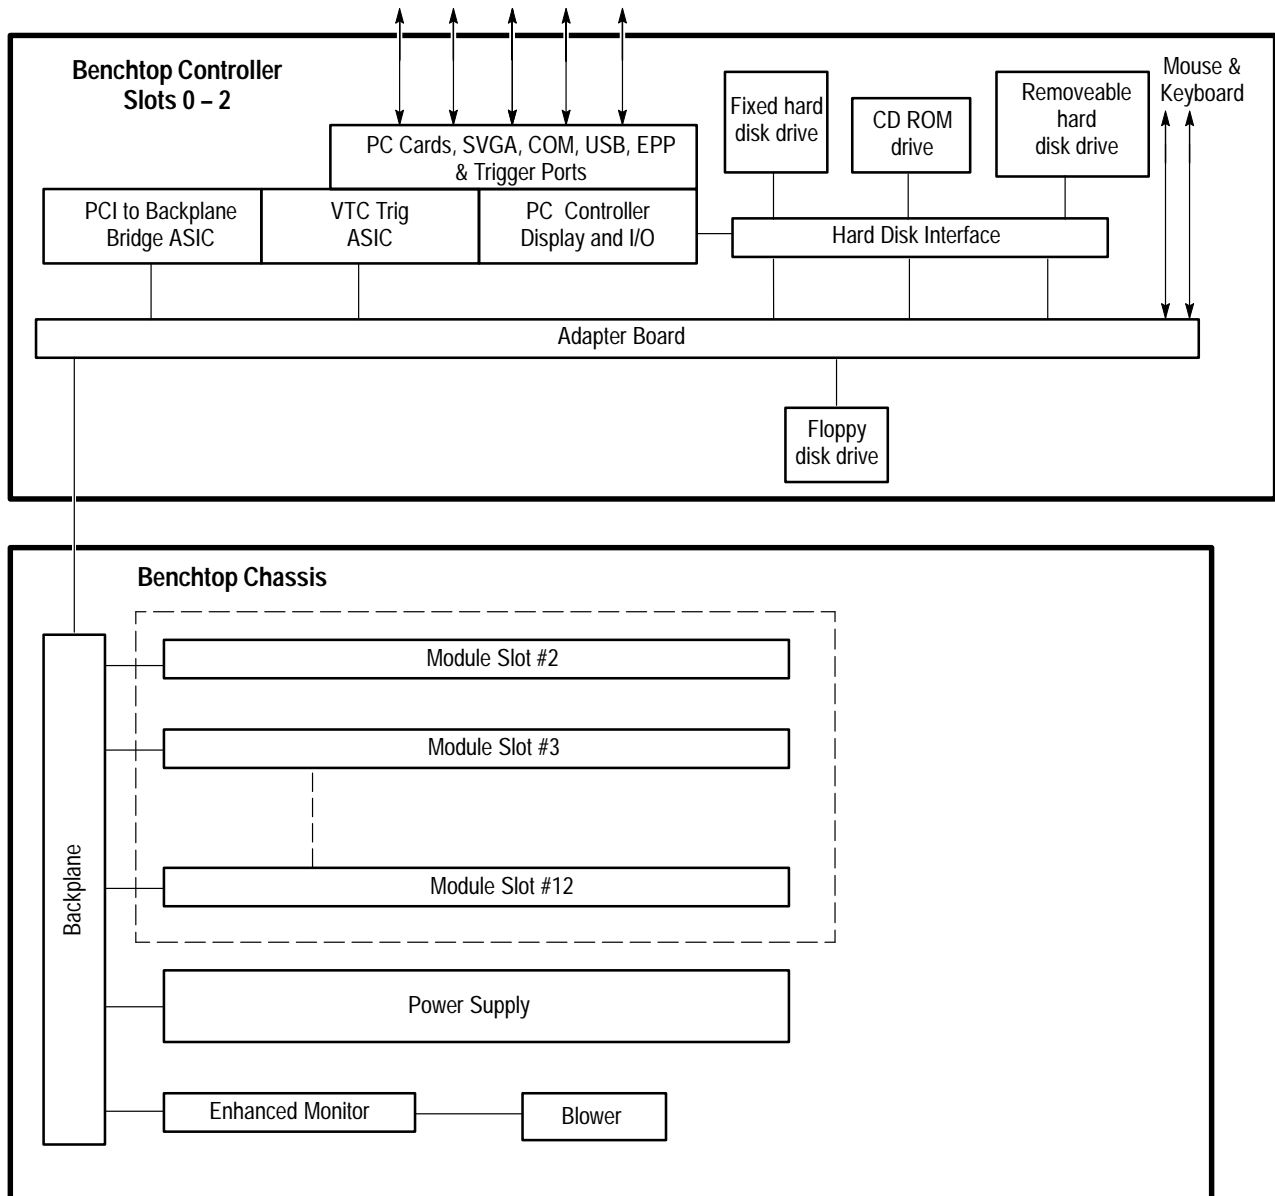 Benchtop Controller
Slots 0 – 2
Mouse &
Keyboard
Fixed hard
disk drive
CD ROM
drive
Removeable
hard
disk drive
PC Cards, SVGA, COM, USB, EPP
& Trigger Ports
PCI to Backplane
Bridge ASIC
VTC Trig
ASIC
PC Controller
Display and I/O
Hard Disk Interface
Adapter Board
Floppy
disk drive
Benchtop Chassis
Module Slot #2
Module Slot #3
Module Slot #12
Backplane
Power Supply
Enhanced Monitor
Blower